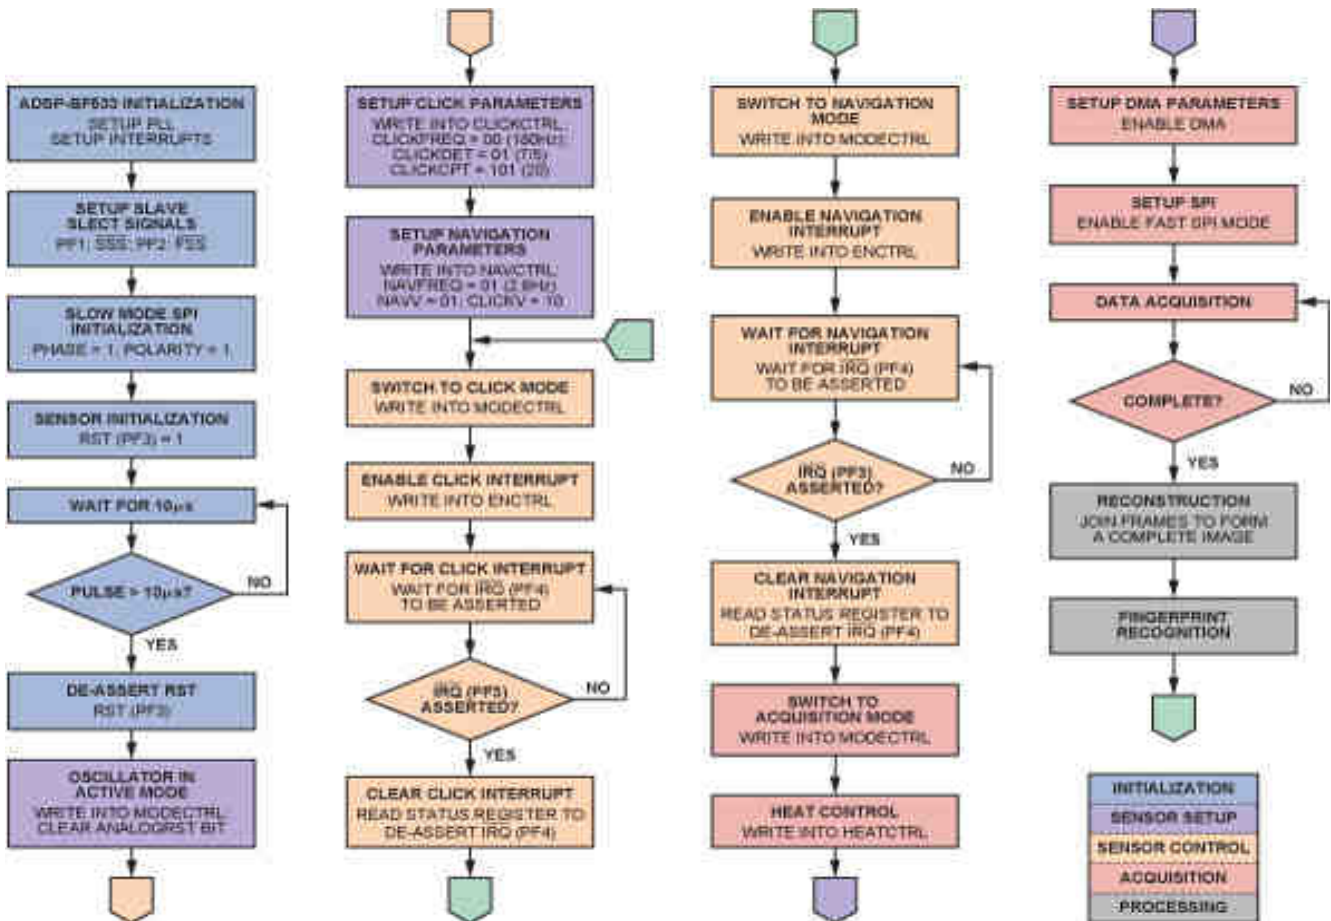 ADSP-BF533 INITIALIZATION
SETUP PLL
SETUP INTERRUPTS
SETUP SLAVE
SLECT SIGNALS
PF1: SSS; PF2: FSS
SLOW MODE SPI
INITIALIZATION
PHASE = 1, POLARITY = 1
SENSOR INITIALIZATION
RST (PF3) = 1
WAIT FOR 10µs
PULSE > 10µs?
NO
YES
DE-ASSERT RST
RST (PF3)
OSCILLATOR IN
ACTIVE MODE
WRITE INTO MODECTRL
CLEAR ANALOGRST BIT
SETUP CLICK PARAMETERS
WRITE INTO CLICKCTRL
CLICKFREQ = 00 (180Hz)
CLICKDET = 01 (7/5)
CLICKCPT = 101 (20)
SETUP NAVIGATION
PARAMETERS
WRITE INTO NAVCTRL
NAVFREQ = 01 (2.9Hz)
NAVV = 01; CLICKV = 10
SWITCH TO CLICK MODE
WRITE INTO MODECTRL
ENABLE CLICK INTERRUPT
WRITE INTO ENCTRL
WAIT FOR CLICK INTERRUPT
WAIT FOR IRQ (PF4)
TO BE ASSERTED
IRQ (PF3)
ASSERTED?
NO
YES
CLEAR CLICK INTERRUPT
READ STATUS REGISTER TO
DE-ASSERT IRQ (PF4)
SWITCH TO NAVIGATION
MODE
WRITE INTO MODECTRL
ENABLE NAVIGATION
INTERRUPT
WRITE INTO ENCTRL
WAIT FOR NAVIGATION
INTERRUPT
WAIT FOR IRQ (PF4)
TO BE ASSERTED
IRQ (PF3)
ASSERTED?
NO
YES
CLEAR NAVIGATION
INTERRUPT
READ STATUS REGISTER TO
DE-ASSERT IRQ (PF4)
SWITCH TO
ACQUISITION MODE
WRITE INTO MODECTRL
HEAT CONTROL
WRITE INTO HEATCTRL
SETUP DMA PARAMETERS
ENABLE DMA
SETUP SPI
ENABLE FAST SPI MODE
DATA ACQUISITION
COMPLETE?
NO
YES
RECONSTRUCTION
JOIN FRAMES TO FORM
A COMPLETE IMAGE
FINGERPRINT
RECOGNITION
INITIALIZATION
SENSOR SETUP
SENSOR CONTROL
ACQUISITION
PROCESSING